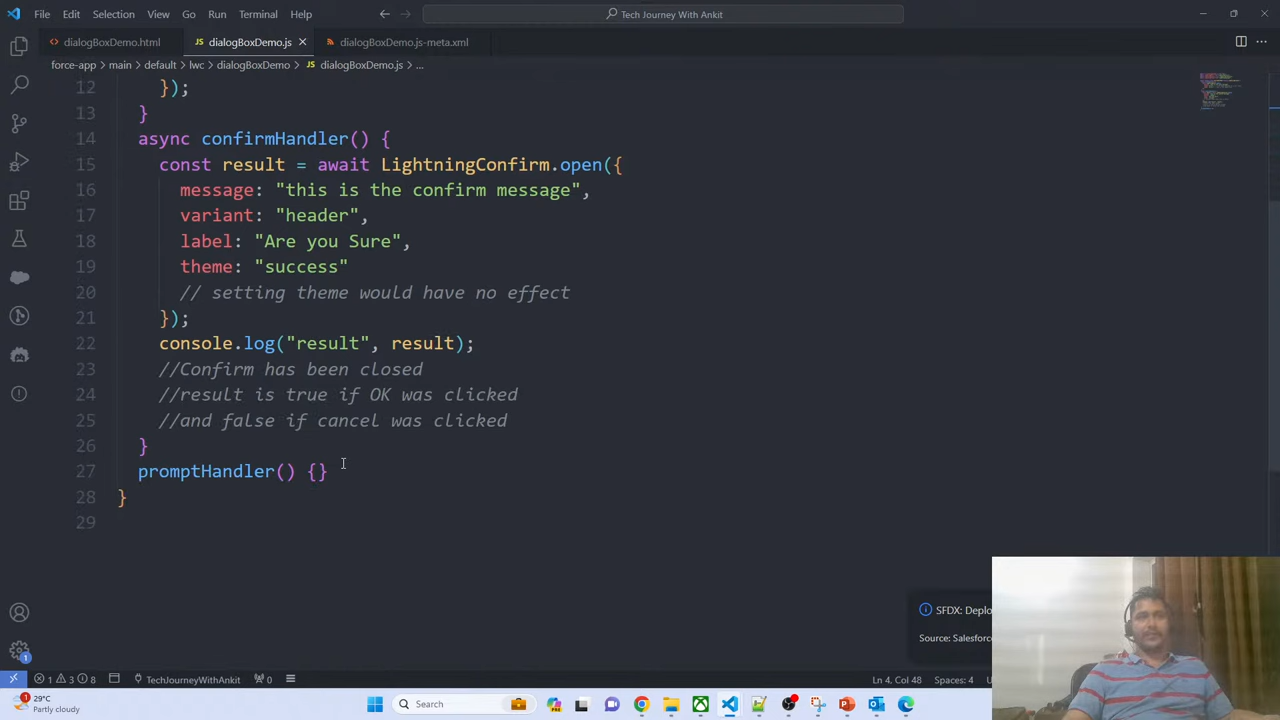 File Edit Selection View Go Run Terminal Help
Tech Journey With Ankit
dialogBoxDemo.html
dialogBoxDemo.js
dialogBoxDemo.js-meta.xml
force-app > main > default > lwc > dialogBoxDemo > JS dialogBoxDemo.js > ...
12 });
13 }
14 async confirmHandler() {
15 const result = await LightningConfirm.open({
16 message: "this is the confirm message",
17 variant: "header",
18 label: "Are you Sure",
19 theme: "success"
20 // setting theme would have no effect
21 });
22 console.log("result", result);
23 //Confirm has been closed
24 //result is true if OK was clicked
25 //and false if cancel was clicked
26 }
27 promptHandler() {}
28 }
29
SFDX: Deplo
Source: Salesforce
1 3 8 TechJourneyWithAnkit 0 Ln 4, Col 48 Spaces: 4
29°C
Partly cloudy
Search